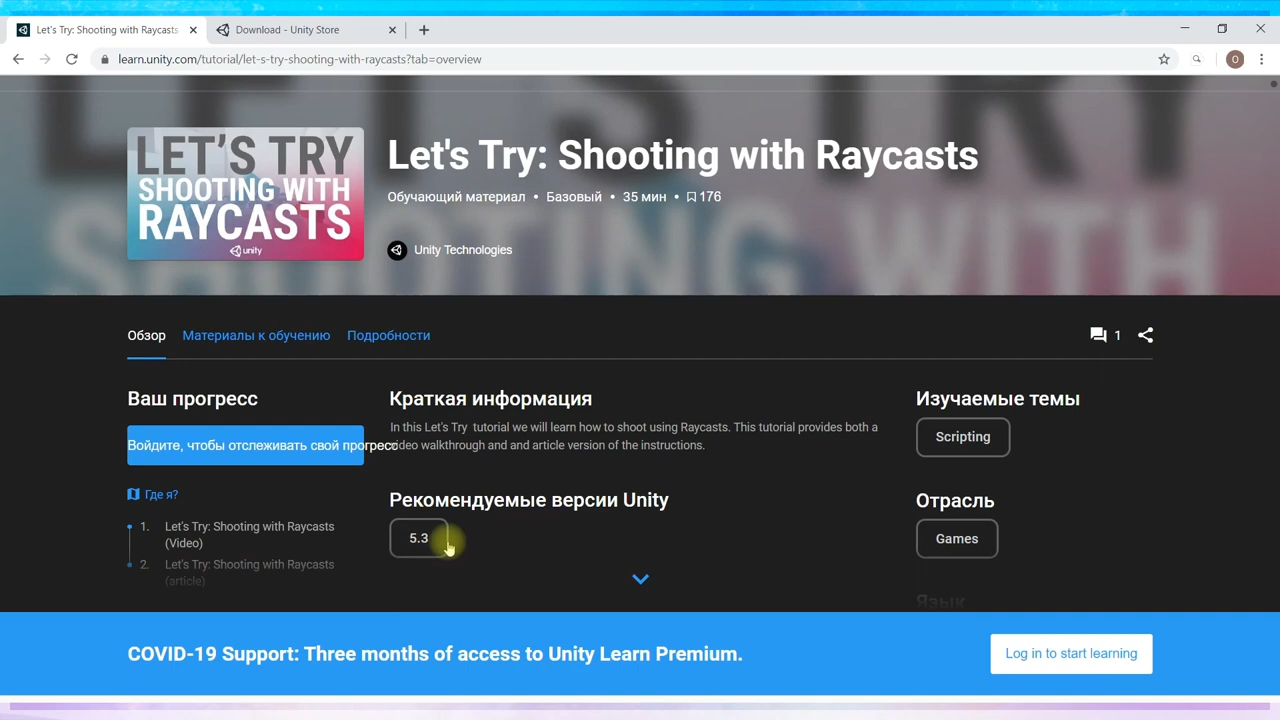 Let's Try: Shooting with Raycasts
Download - Unity Store
learn.unity.com/tutorial/let-s-try-shooting-with-raycasts?tab=overview
O
LET'S TRY
SHOOTING WITH
RAYCASTS
unity
Let's Try: Shooting with Raycasts
Обучающий материал • Базовый • 35 мин • 176
Unity Technologies
Обзор Материалы к обучению Подробности
1
Ваш прогресс
Войдите, чтобы отслеживать свой прогресс
Где я?
1. Let's Try: Shooting with Raycasts
(Video)
2. Let's Try: Shooting with Raycasts
(article)
Краткая информация
In this Let's Try tutorial we will learn how to shoot using Raycasts. This tutorial provides both a
video walkthrough and and article version of the instructions.
Рекомендуемые версии Unity
5.3
Изучаемые темы
Scripting
Отрасль
Games
Язык
COVID-19 Support: Three months of access to Unity Learn Premium.
Log in to start learning